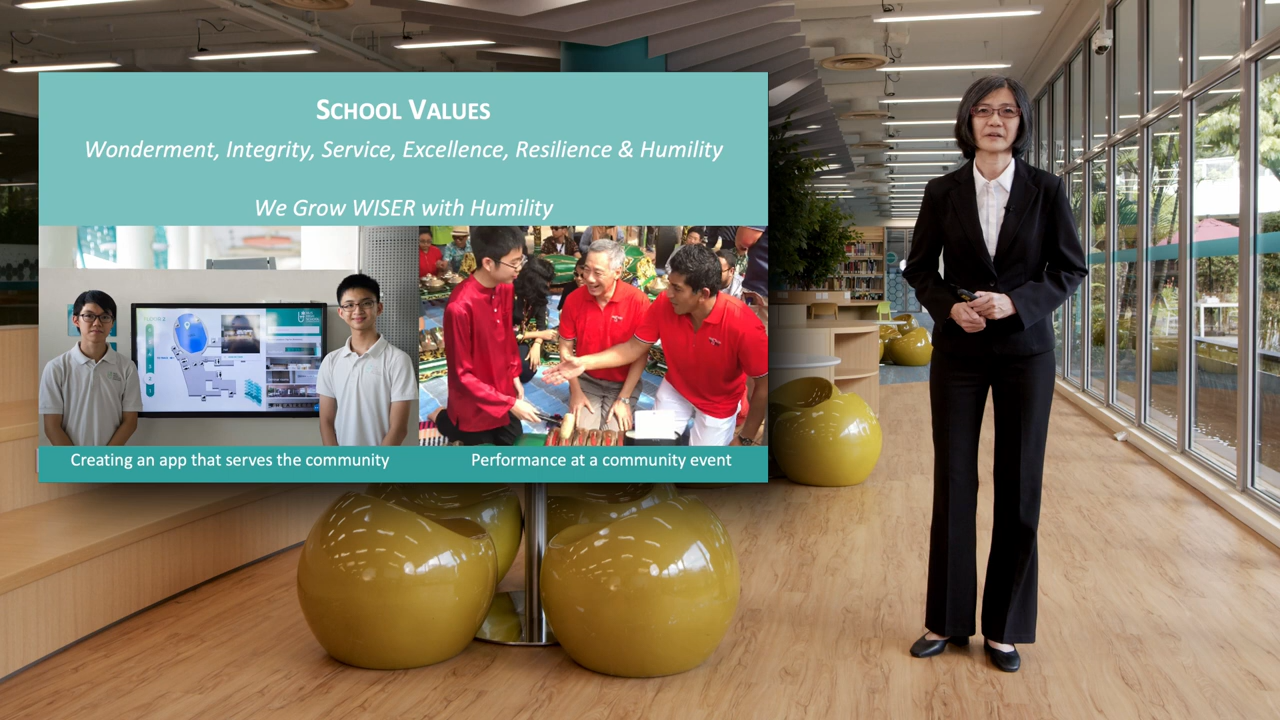 SCHOOL VALUES
Wonderment, Integrity, Service, Excellence, Resilience & Humility
We Grow WISER with Humility
Creating an app that serves the community
Performance at a community event